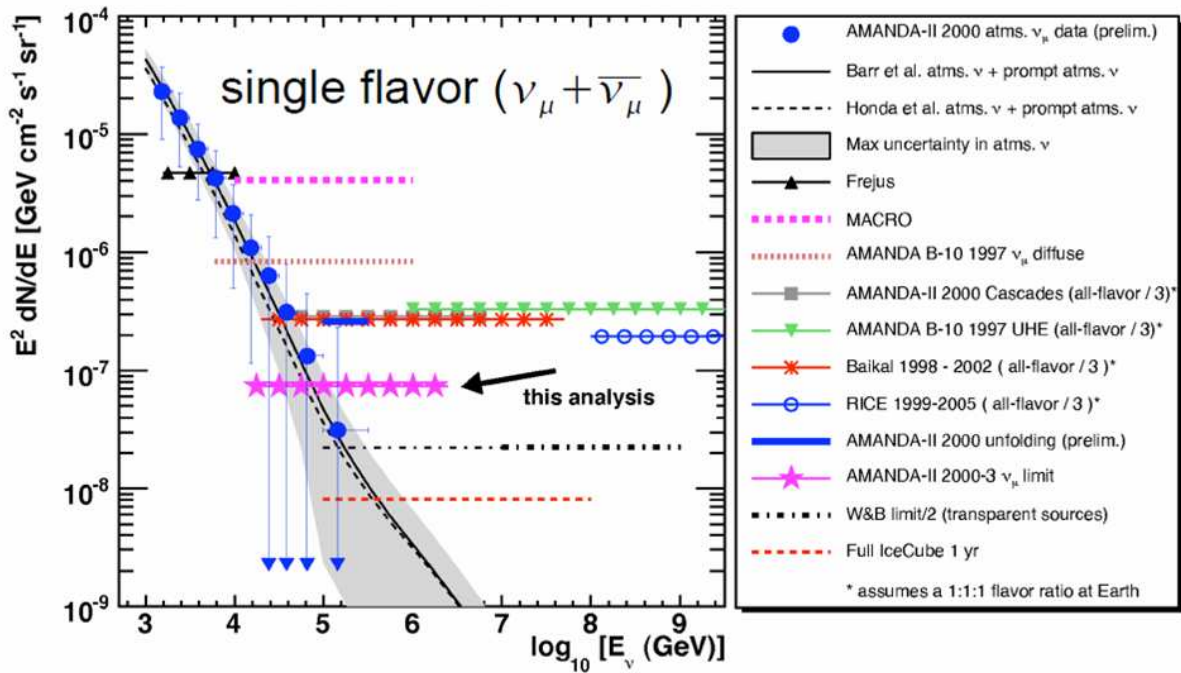 E² dN/dE [GeV cm⁻² s⁻¹ sr⁻¹]
10⁻⁴
10⁻⁵
10⁻⁶
10⁻⁷
10⁻⁸
10⁻⁹
single flavor (νμ + ν̅μ)
this analysis
3 4 5 6 7 8 9
log₁₀ [Eν (GeV)]
AMANDA-II 2000 atms. νμ data (prelim.)
Barr et al. atms. ν + prompt atms. ν
Honda et al. atms. ν + prompt atms. ν
Max uncertainty in atms. ν
Frejus
MACRO
AMANDA B-10 1997 νμ diffuse
AMANDA-II 2000 Cascades (all-flavor / 3)*
AMANDA B-10 1997 UHE (all-flavor / 3)*
Baikal 1998 - 2002 ( all-flavor / 3 )*
RICE 1999-2005 ( all-flavor / 3 )*
AMANDA-II 2000 unfolding (prelim.)
AMANDA-II 2000-3 νμ limit
W&B limit/2 (transparent sources)
Full IceCube 1 yr
* assumes a 1:1:1 flavor ratio at Earth